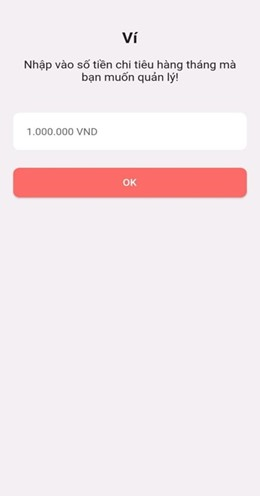 Ví
Nhập vào số tiền chi tiêu hàng tháng mà
bạn muốn quản lý!
1.000.000 VND
OK